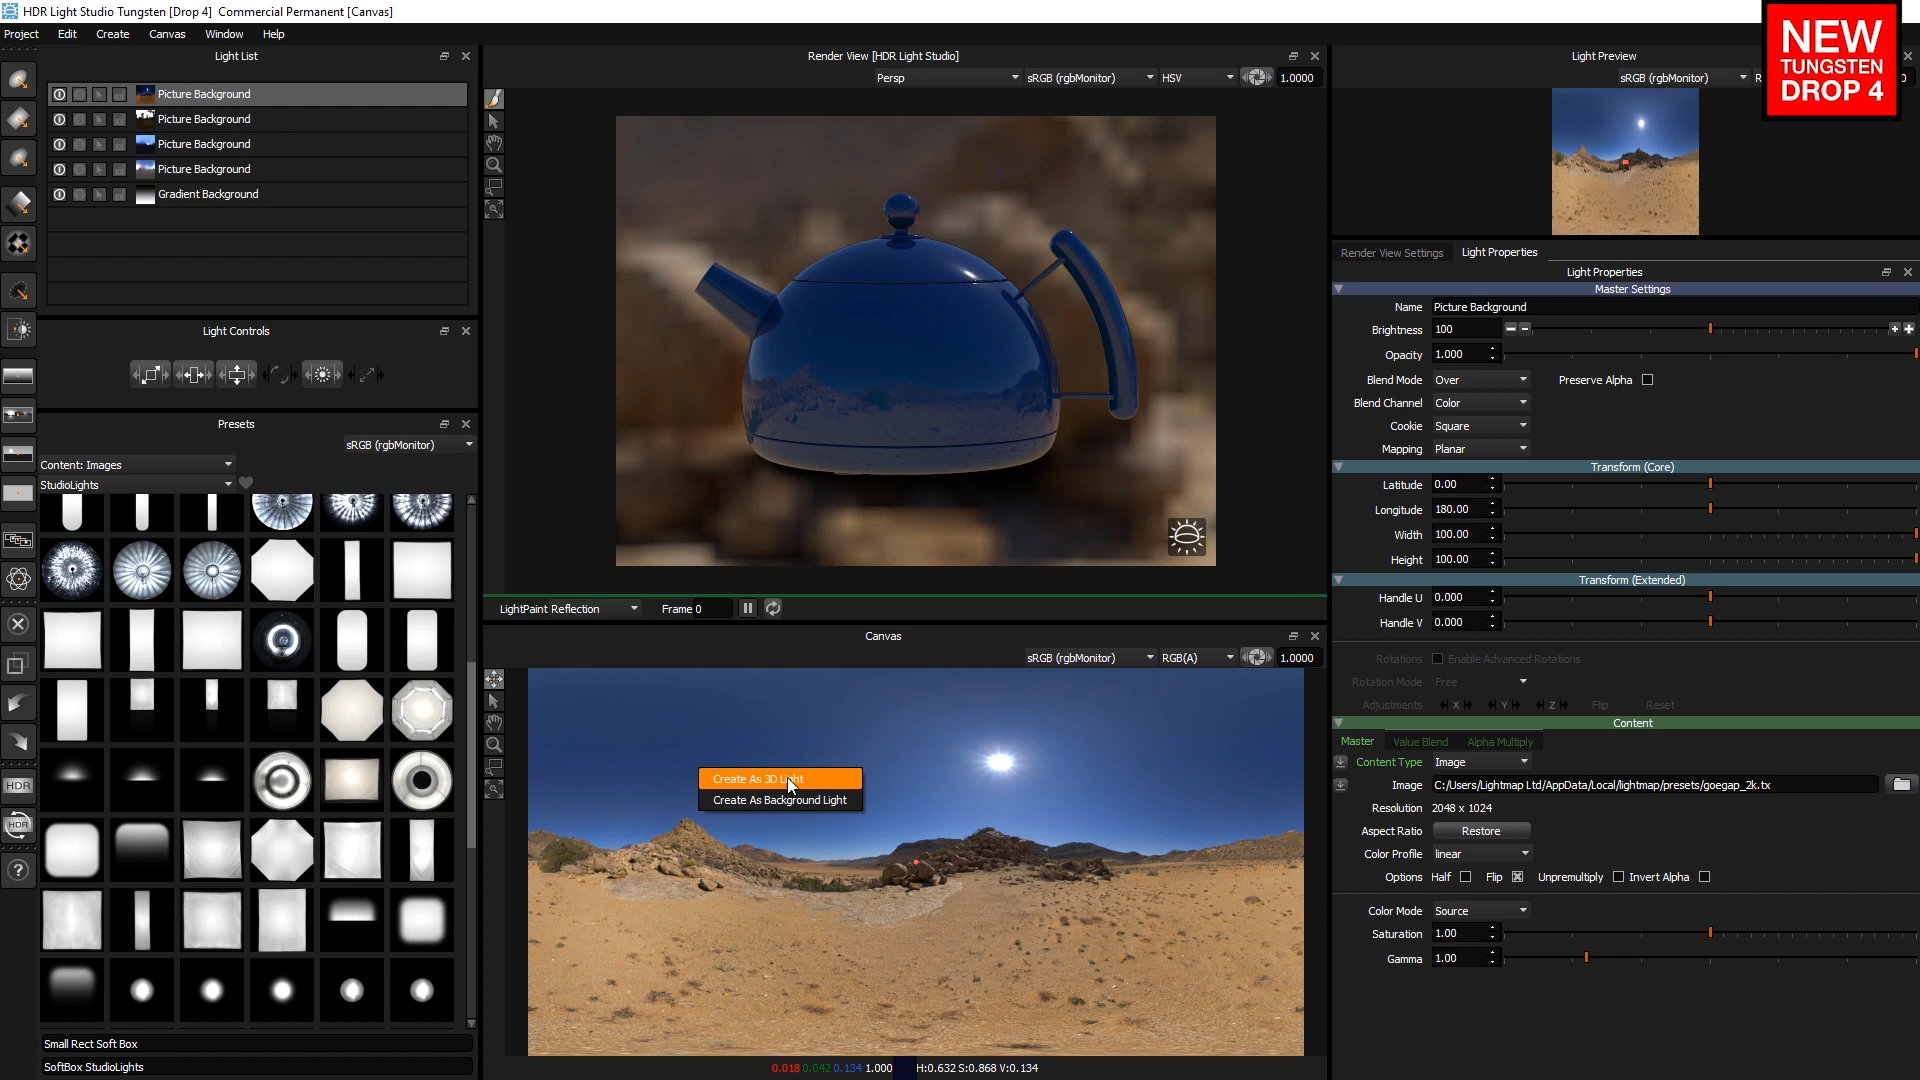 HDR Light Studio Tungsten [Drop 4]  Commercial Permanent [Canvas]
Project Edit Create Canvas Window Help
NEW
TUNGSTEN
DROP 4
Light List
Picture Background
Picture Background
Picture Background
Picture Background
Gradient Background
Light Controls
Presets
sRGB (rgbMonitor)
Content: Images
StudioLights
Small Rect Soft Box
SoftBox StudioLights
HDR
HDR
?
Render View [HDR Light Studio]
Persp sRGB (rgbMonitor) HSV 1.0000
LightPaint Reflection Frame 0
Canvas
sRGB (rgbMonitor) RGB(A) 1.0000
Create As 3D Light
Create As Background Light
0.018 0.042 0.134 1.000 H:0.632 S:0.868 V:0.134
Light Preview
sRGB (rgbMonitor) R 0
Render View Settings Light Properties
Light Properties
Master Settings
Name Picture Background
Brightness 100
Opacity 1.000
Blend Mode Over Preserve Alpha
Blend Channel Color
Cookie Square
Mapping Planar
Transform (Core)
Latitude 0.00
Longitude 180.00
Width 100.00
Height 100.00
Transform (Extended)
Handle U 0.000
Handle V 0.000
Rotations Enable Advanced Rotations
Rotation Mode Free
Adjustments X Y Z Flip Reset
Content
Master Value Blend Alpha Multiply
Content Type Image
Image C:/Users/Lightmap Ltd/AppData/Local/lightmap/presets/goegap_2k.tx
Resolution 2048 x 1024
Aspect Ratio Restore
Color Profile linear
Options Half Flip Unpremultiply Invert Alpha
Color Mode Source
Saturation 1.00
Gamma 1.00